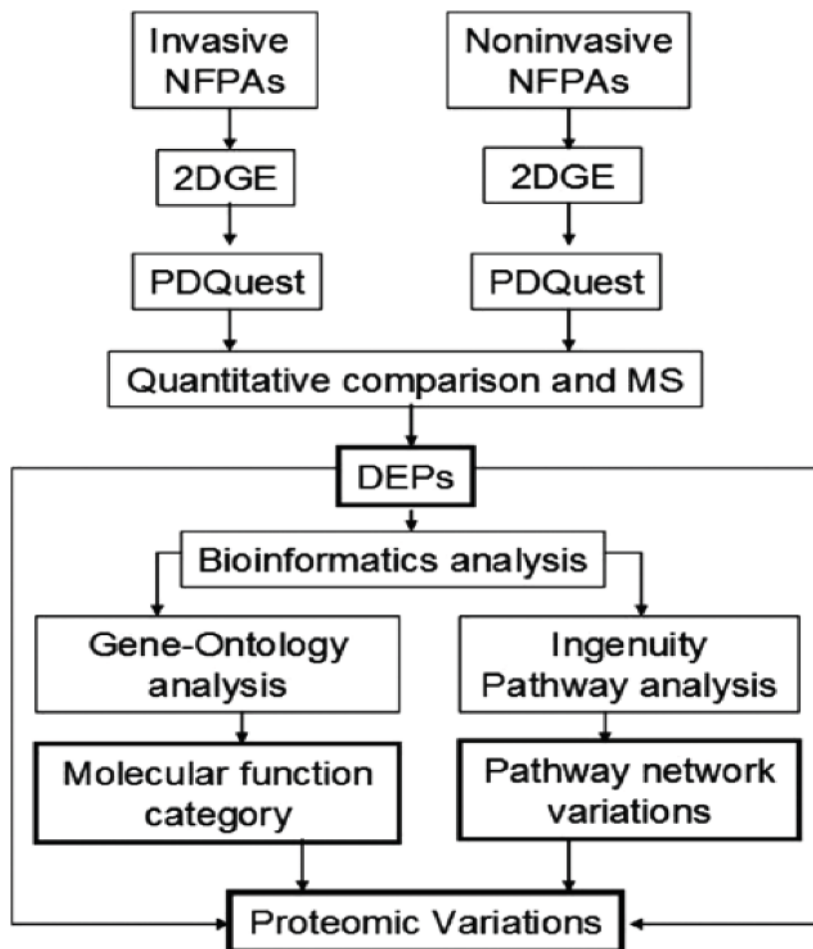 Invasive
NFPAs
Noninvasive
NFPAs
2DGE
2DGE
PDQuest
PDQuest
Quantitative comparison and MS
DEPs
Bioinformatics analysis
Gene-Ontology
analysis
Ingenuity
Pathway analysis
Molecular function
category
Pathway network
variations
Proteomic Variations